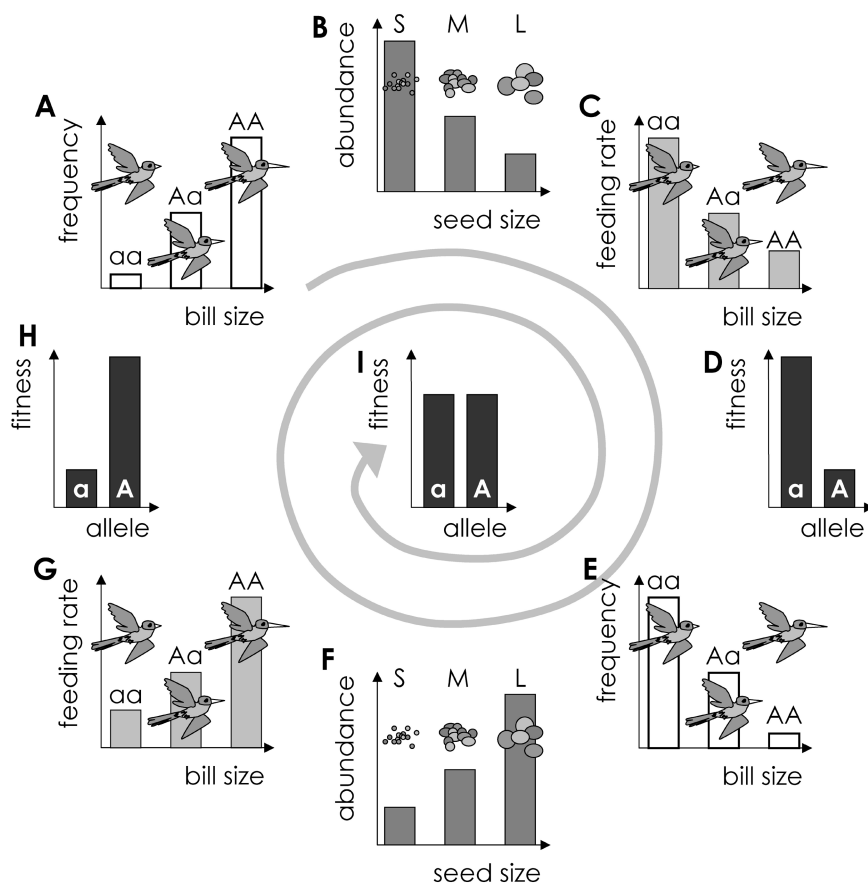 A
frequency
aa
Aa
AA
bill size
B
abundance
S M L
seed size
C
feeding rate
aa
Aa
AA
bill size
D
fitness
a A
allele
E
frequency
aa
Aa
AA
bill size
F
abundance
S M L
seed size
G
feeding rate
aa
Aa
AA
bill size
H
fitness
a A
allele
I
fitness
a A
allele